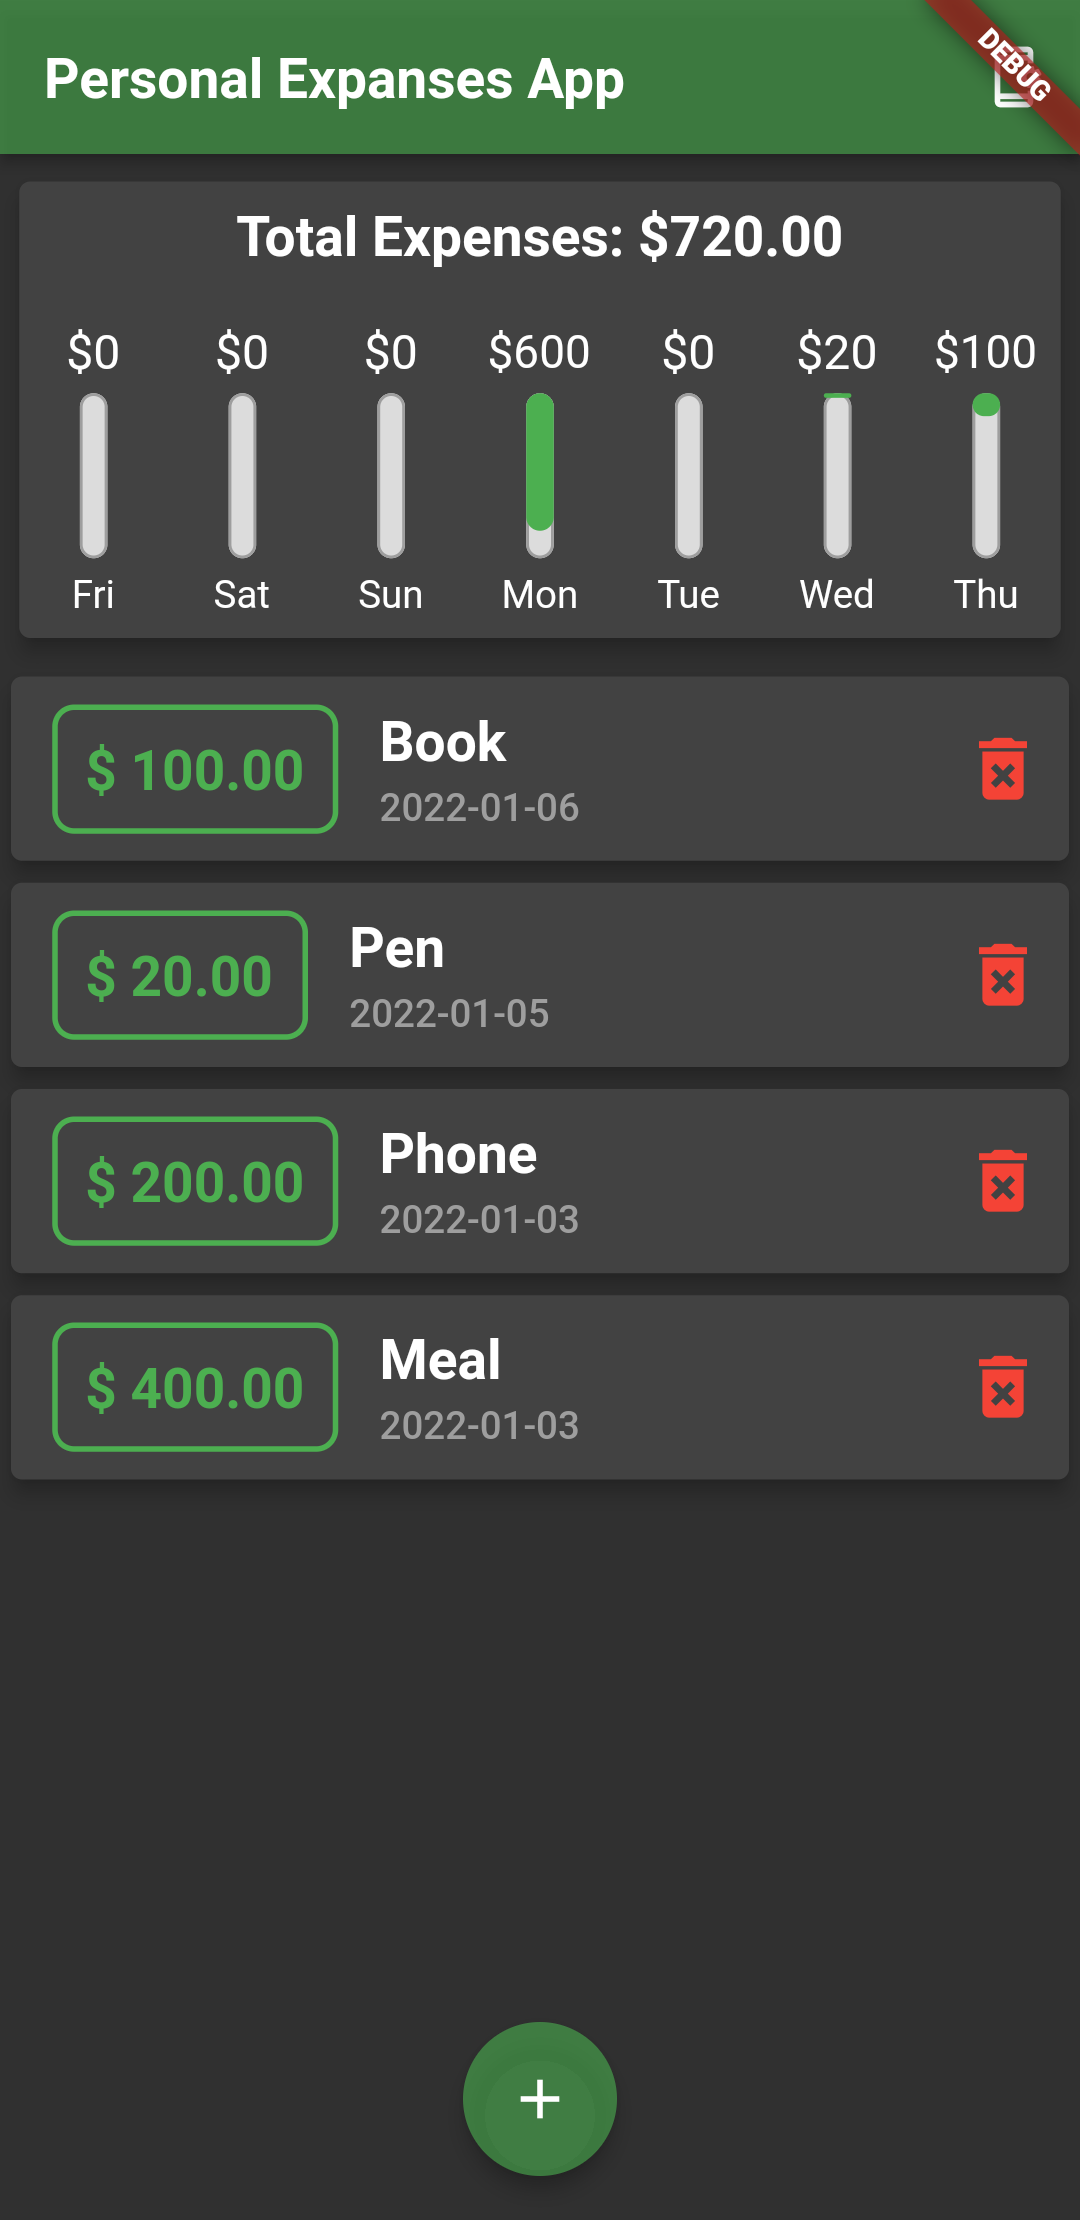 Personal Expanses App
DEBUG
Total Expenses: $720.00
$0 $0 $0 $600 $0 $20 $100
Fri Sat Sun Mon Tue Wed Thu
$ 100.00
Book
2022-01-06
$ 20.00
Pen
2022-01-05
$ 200.00
Phone
2022-01-03
$ 400.00
Meal
2022-01-03